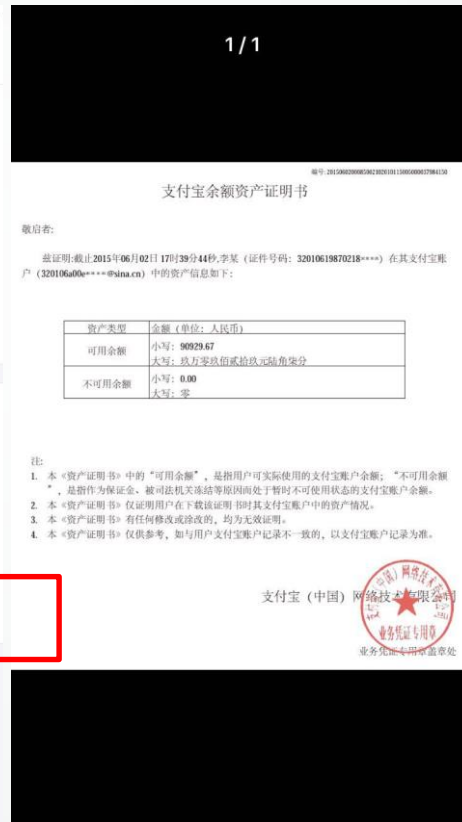 1/1
支付宝余额资产证明书
敬启者:
兹证明:截止2015年06月02日 17时39分44秒,李某（证件号码：32010619870218****）在其支付宝账
户（320106a00e****@sina.cn）中的资产信息如下：
资产类型 金额（单位：人民币）
可用余额 小写：90929.67
大写：玖万零玖佰贰拾玖元陆角柒分
不可用余额 小写：0.00
大写：零
注:
1. 本《资产证明书》中的“可用余额”，是指用户可实际使用的支付宝账户余额；“不可用余额
”，是指作为保证金、被司法机关冻结等原因而处于暂时不可使用状态的支付宝账户余额。
2. 本《资产证明书》仅证明用户在下载该证明书时其支付宝账户中的资产情况。
3. 本《资产证明书》有任何修改或涂改的，均为无效证明。
4. 本《资产证明书》仅供参考，如与用户支付宝账户记录不一致的，以支付宝账户记录为准。
支付宝（中国）网络技术有限公司
业务凭证专用章
业务凭证专用章盖章处